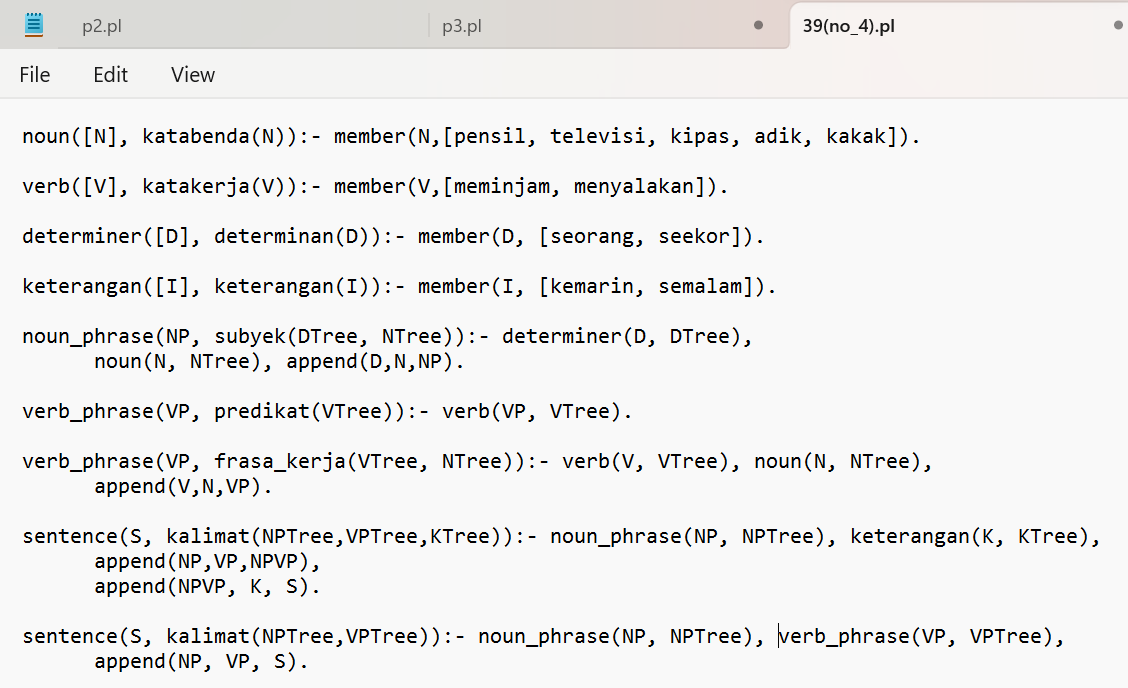 p2.pl
p3.pl
39(no_4).pl
File Edit View
noun([N], katabenda(N)):- member(N,[pensil, televisi, kipas, adik, kakak]).
verb([V], katakerja(V)):- member(V,[meminjam, menyalakan]).
determiner([D], determinan(D)):- member(D, [seorang, seekor]).
keterangan([I], keterangan(I)):- member(I, [kemarin, semalam]).
noun_phrase(NP, subyek(DTree, NTree)):- determiner(D, DTree),
noun(N, NTree), append(D,N,NP).
verb_phrase(VP, predikat(VTree)):- verb(VP, VTree).
verb_phrase(VP, frasa_kerja(VTree, NTree)):- verb(V, VTree), noun(N, NTree),
append(V,N,VP).
sentence(S, kalimat(NPTree,VPTree,KTree)):- noun_phrase(NP, NPTree), keterangan(K, KTree),
append(NP,VP,NPVP),
append(NPVP, K, S).
sentence(S, kalimat(NPTree,VPTree)):- noun_phrase(NP, NPTree), verb_phrase(VP, VPTree),
append(NP, VP, S).